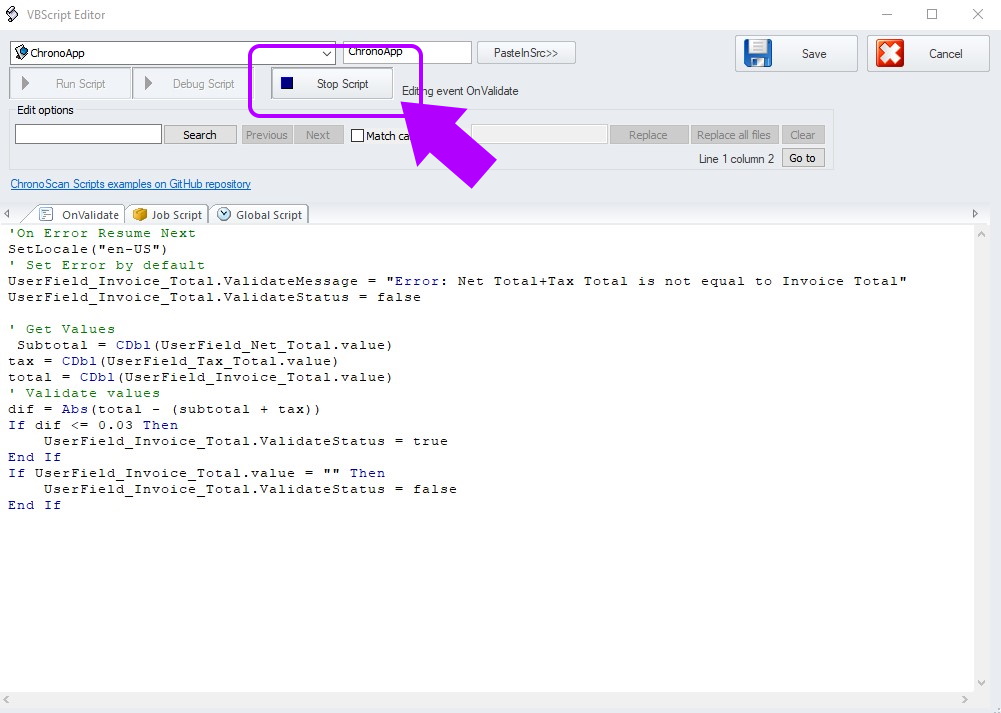 VBScript Editor
ChronoApp
ChronoApp
PasteInSrc>>
Save
Cancel
Run Script
Debug Script
Stop Script
Editing event OnValidate
Edit options
Search
Previous
Next
Match
Replace
Replace all files
Clear
Line 1 column 2
Go to
ChronoScan Scripts examples on GitHub repository
OnValidate
Job Script
Global Script
'On Error Resume Next
SetLocale("en-US")
' Set Error by default
UserField_Invoice_Total.ValidateMessage = "Error: Net Total+Tax Total is not equal to Invoice Total"
UserField_Invoice_Total.ValidateStatus = false
' Get Values
Subtotal = CDbl(UserField_Net_Total.value)
tax = CDbl(UserField_Tax_Total.value)
total = CDbl(UserField_Invoice_Total.value)
' Validate values
dif = Abs(total - (subtotal + tax))
If dif <= 0.03 Then
UserField_Invoice_Total.ValidateStatus = true
End If
If UserField_Invoice_Total.value = "" Then
UserField_Invoice_Total.ValidateStatus = false
End If